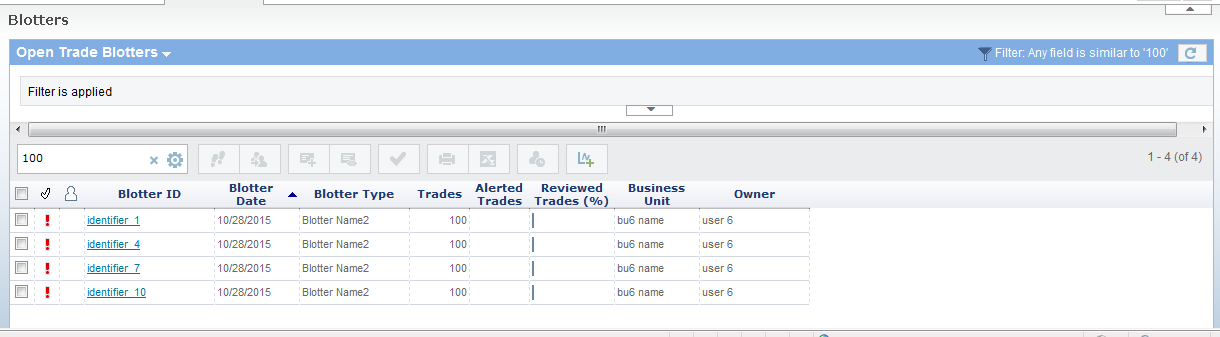 Blotters
Open Trade Blotters Filter: Any field is similar to '100'
Filter is applied
100 1 - 4 (of 4)
Blotter ID Blotter Date Blotter Type Trades Alerted Trades Reviewed Trades (%) Business Unit Owner
identifier_1 10/28/2015 Blotter Name2 100 bu6 name user 6
identifier_4 10/28/2015 Blotter Name2 100 bu6 name user 6
identifier_7 10/28/2015 Blotter Name2 100 bu6 name user 6
identifier_10 10/28/2015 Blotter Name2 100 bu6 name user 6